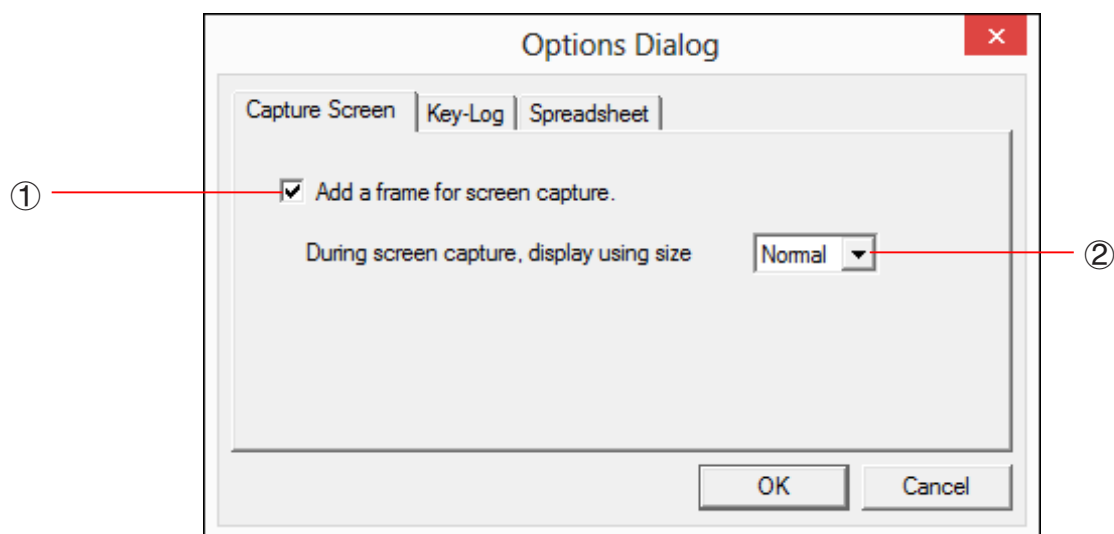 Options Dialog
Capture Screen Key-Log Spreadsheet
① Add a frame for screen capture.
During screen capture, display using size Normal ②
OK Cancel